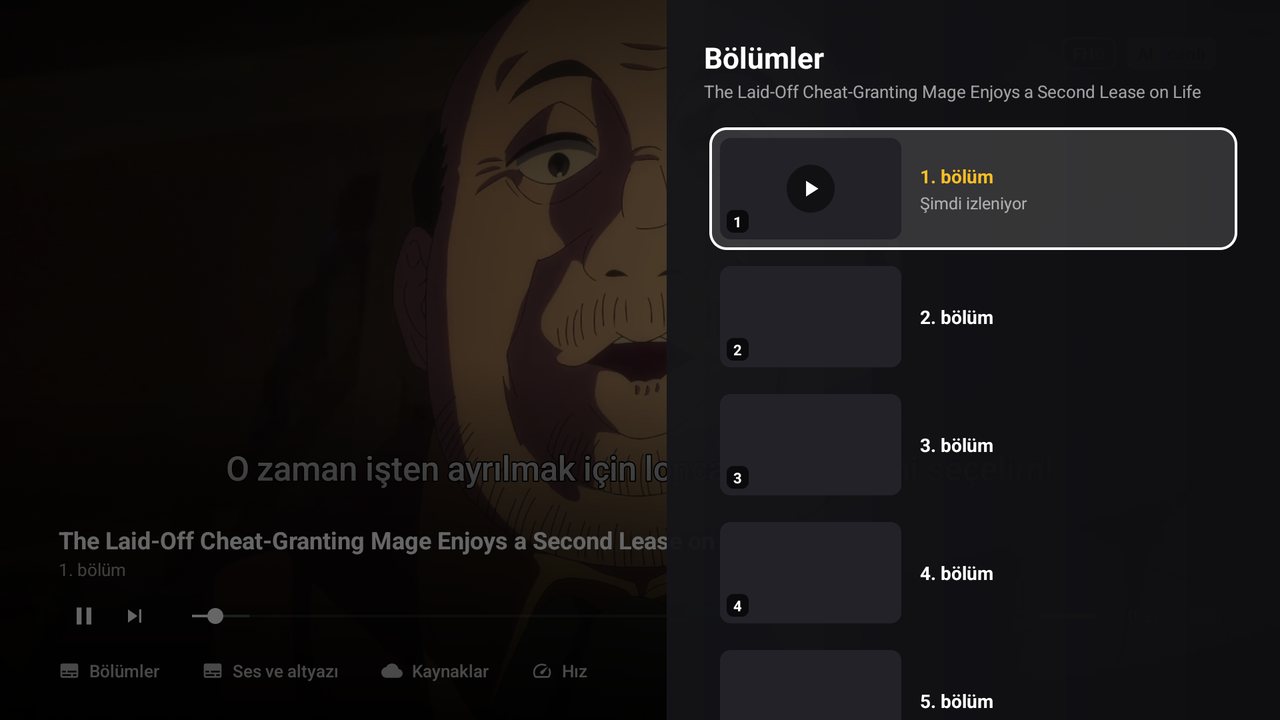 Bölümler
The Laid-Off Cheat-Granting Mage Enjoys a Second Lease on Life
1. bölüm
Şimdi izleniyor
1
2. bölüm
2
3. bölüm
3
4. bölüm
4
5. bölüm
O zaman işten ayrılmak için
The Laid-Off Cheat-Granting Mage Enjoys a Second Lease on
1. bölüm
Bölümler
Ses ve altyazı
Kaynaklar
Hız